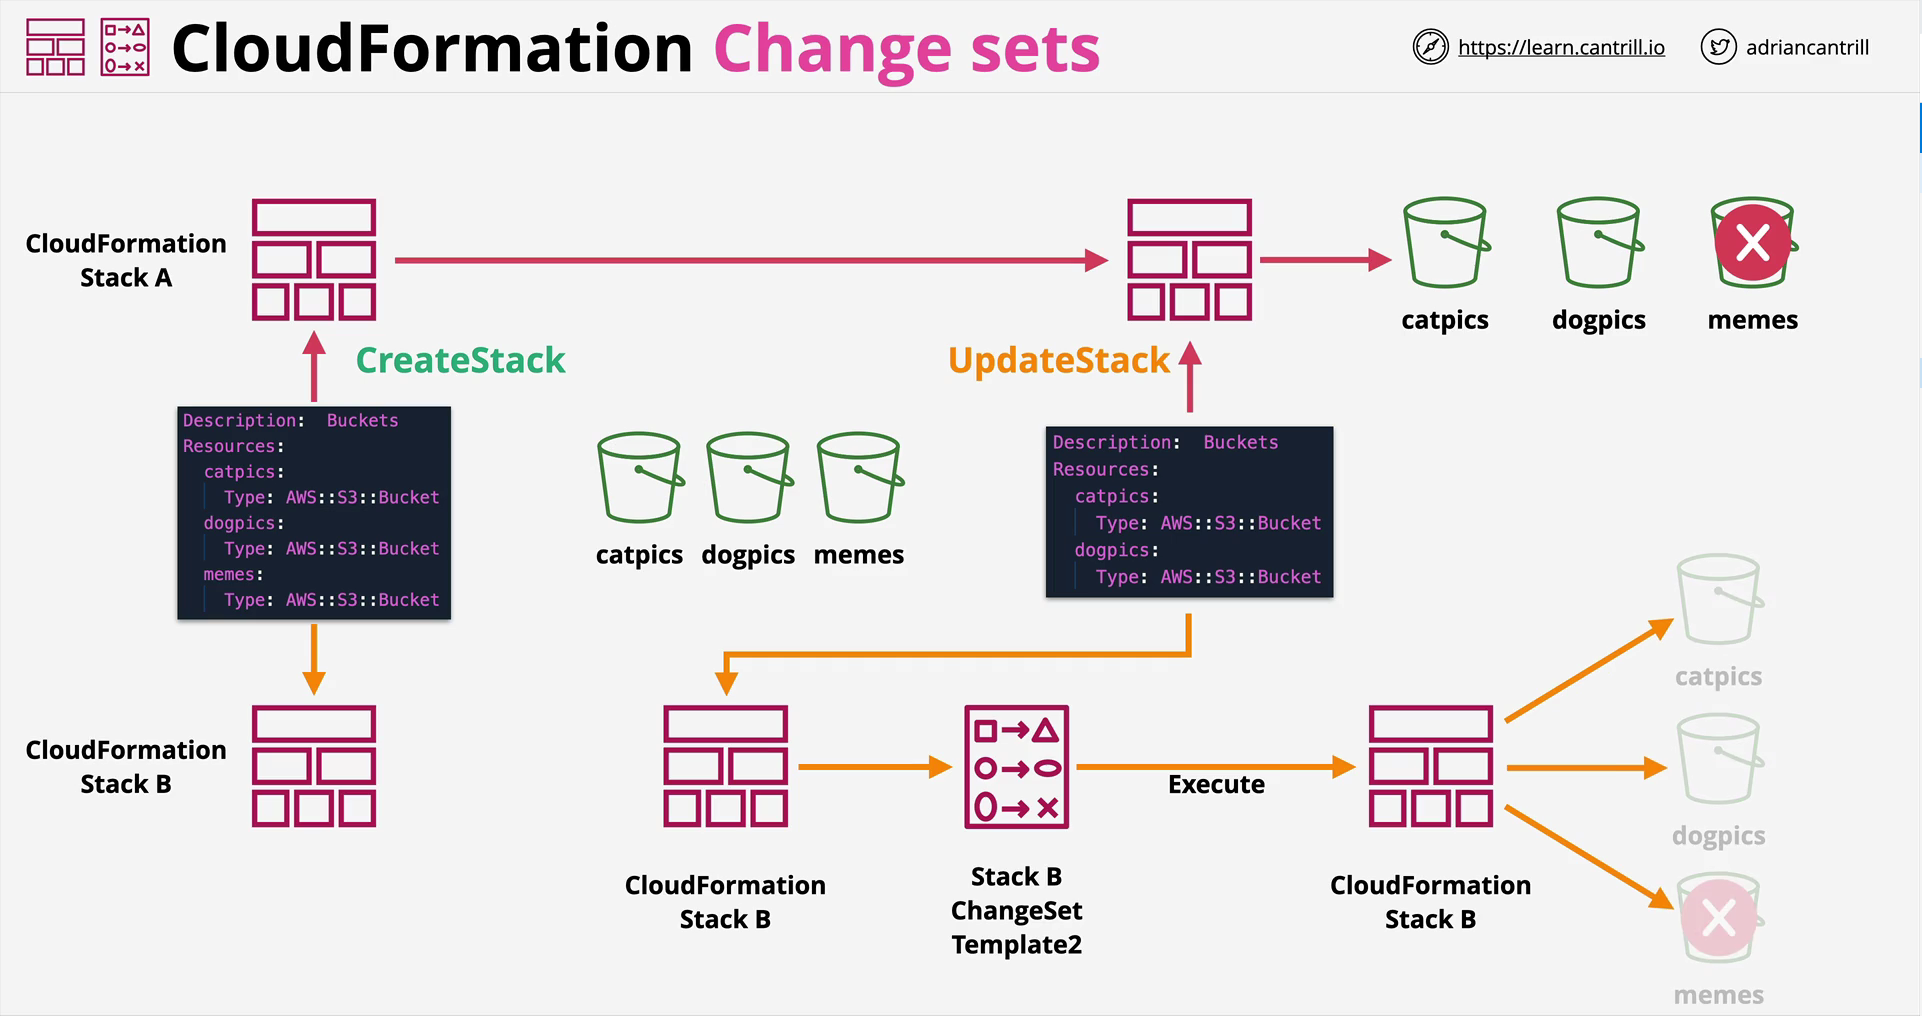 CloudFormation Change sets
https://learn.cantrill.io
adriancantrill
CloudFormation
Stack A
CreateStack
UpdateStack
catpics
dogpics
memes
Description:  Buckets
Resources:
catpics:
Type: AWS::S3::Bucket
dogpics:
Type: AWS::S3::Bucket
memes:
Type: AWS::S3::Bucket
catpics
dogpics
memes
Description:  Buckets
Resources:
catpics:
Type: AWS::S3::Bucket
dogpics:
Type: AWS::S3::Bucket
CloudFormation
Stack B
CloudFormation
Stack B
Stack B
ChangeSet
Template2
Execute
CloudFormation
Stack B
catpics
dogpics
memes